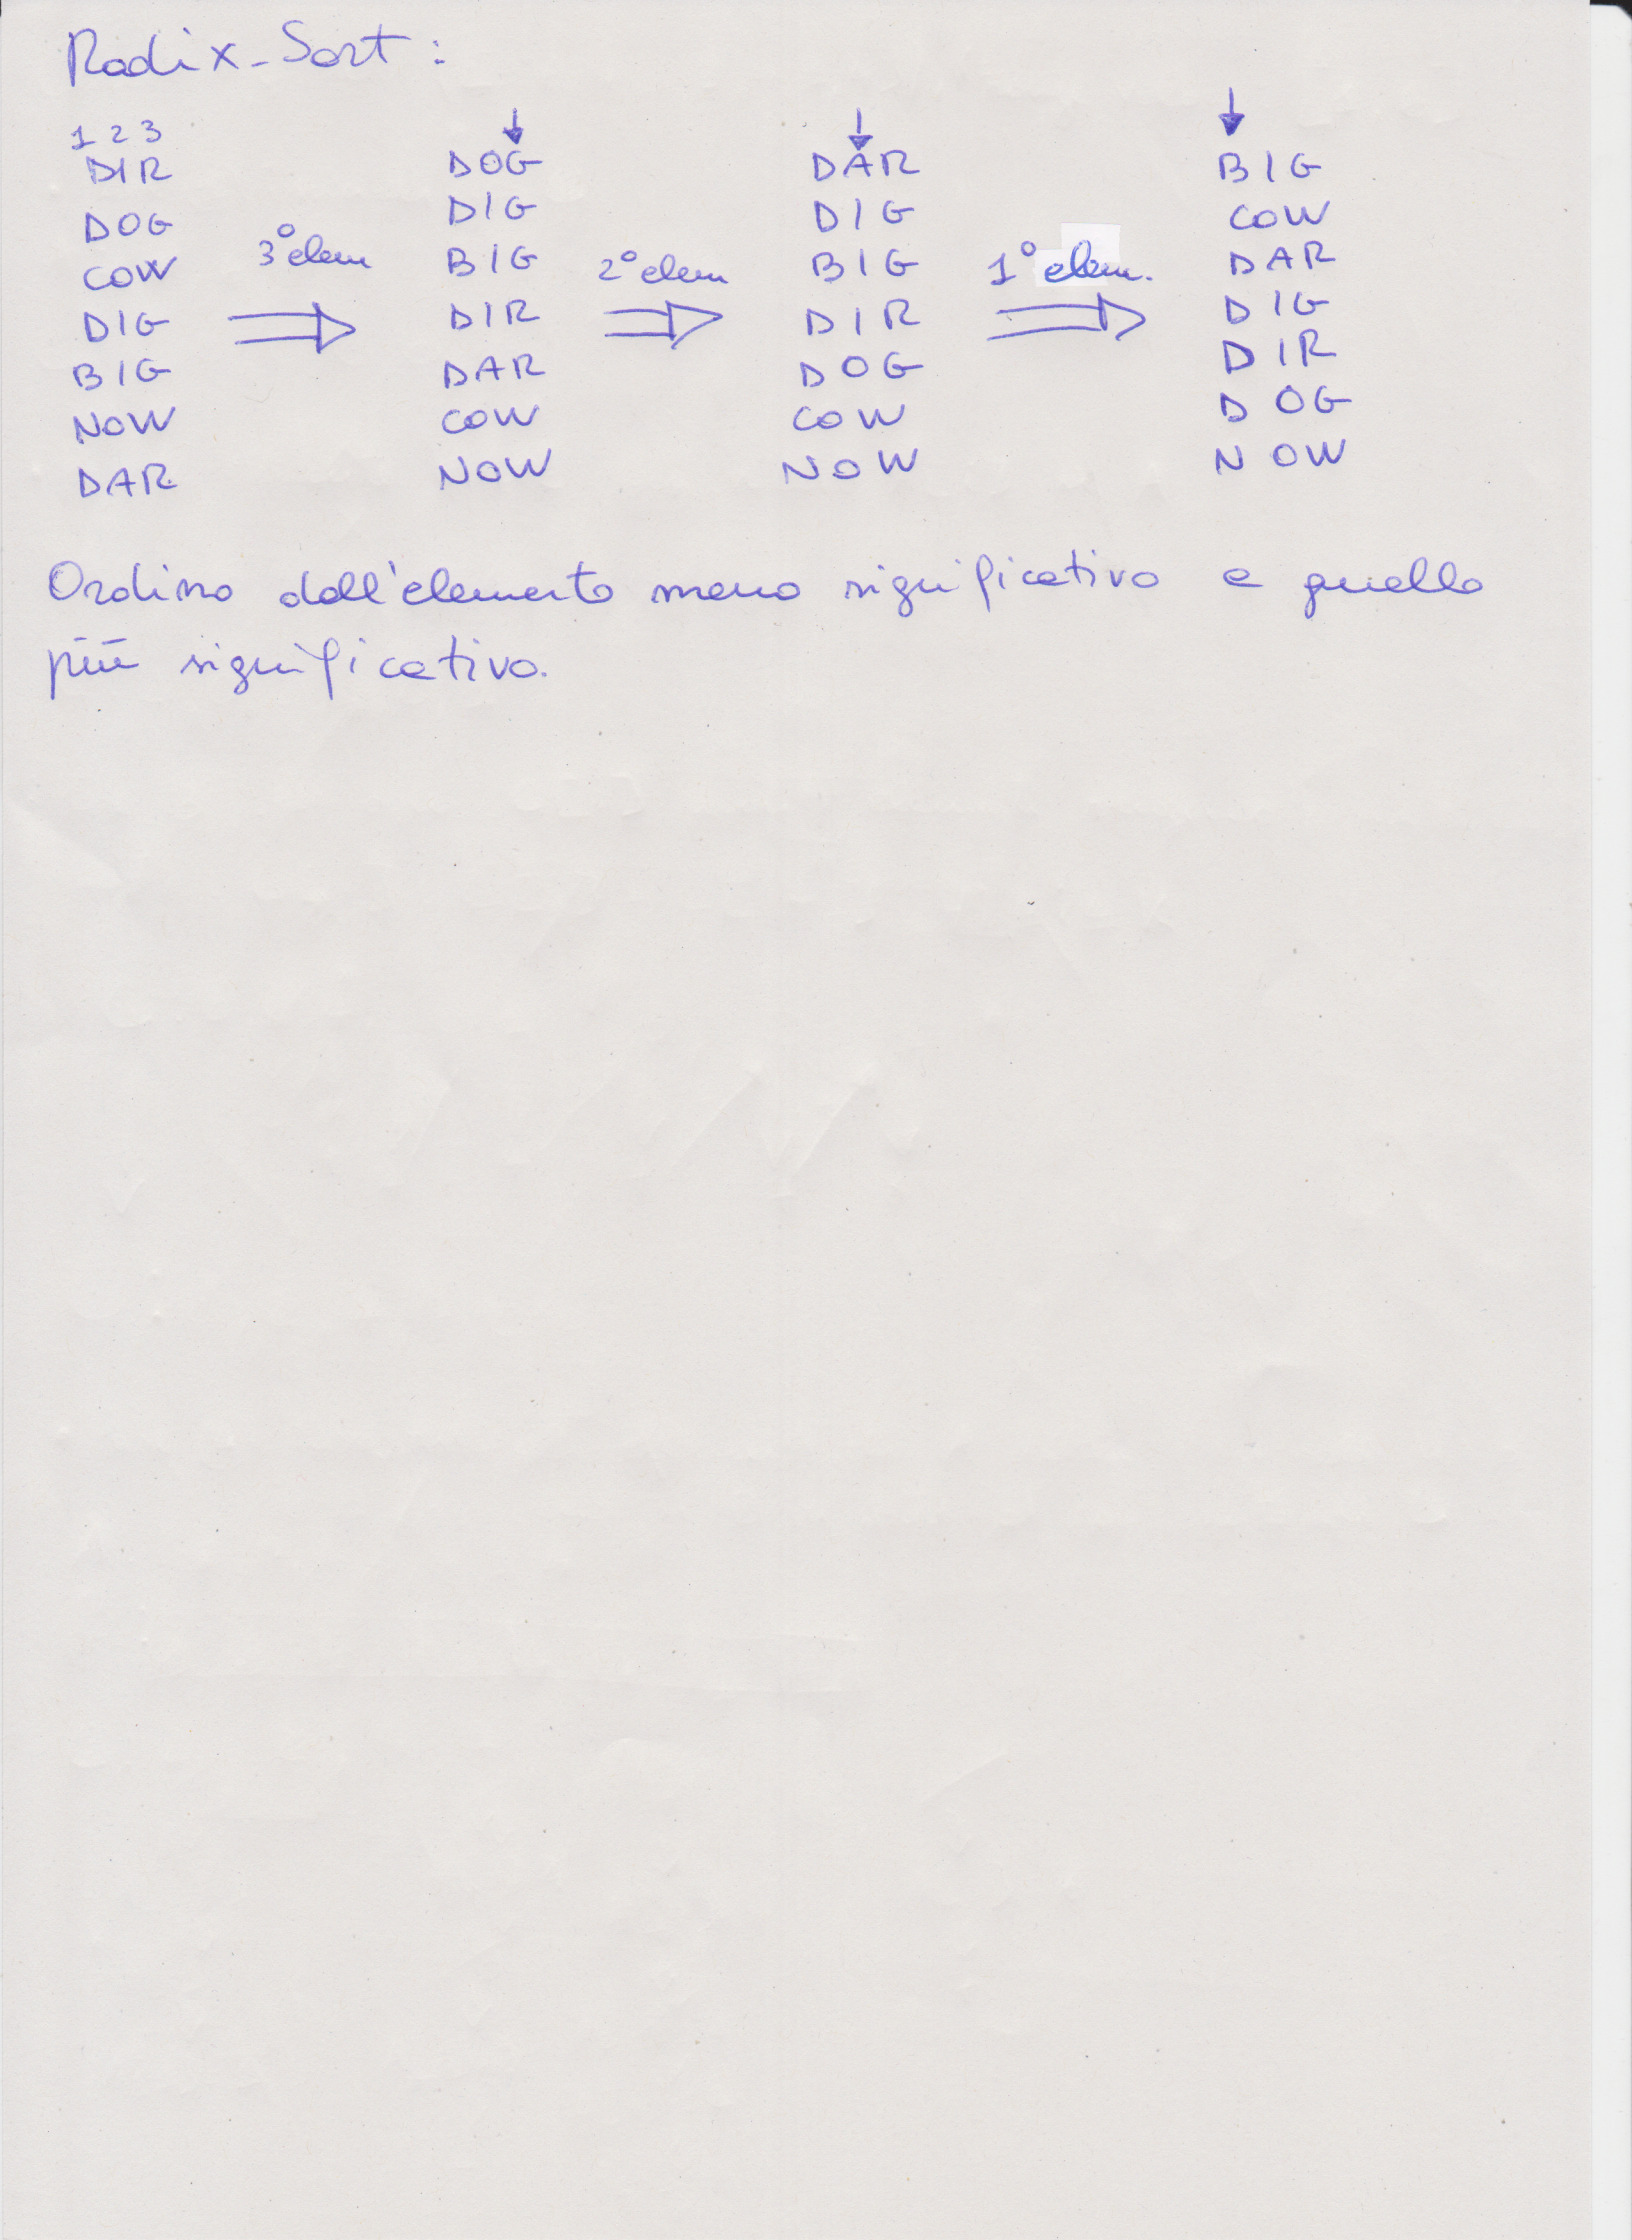 Radix-Sort:
1 2 3
DIR DOG DAR BIG
DOG DIG DIG COW
COW 3° elem BIG 2° elem BIG 1° elem. DAR
DIG DIR DIR DIG
BIG DAR DOG DIR
NOW COW COW DOG
DAR NOW NOW NOW
Ordino dall'elemento meno significativo a quello
più significativo.